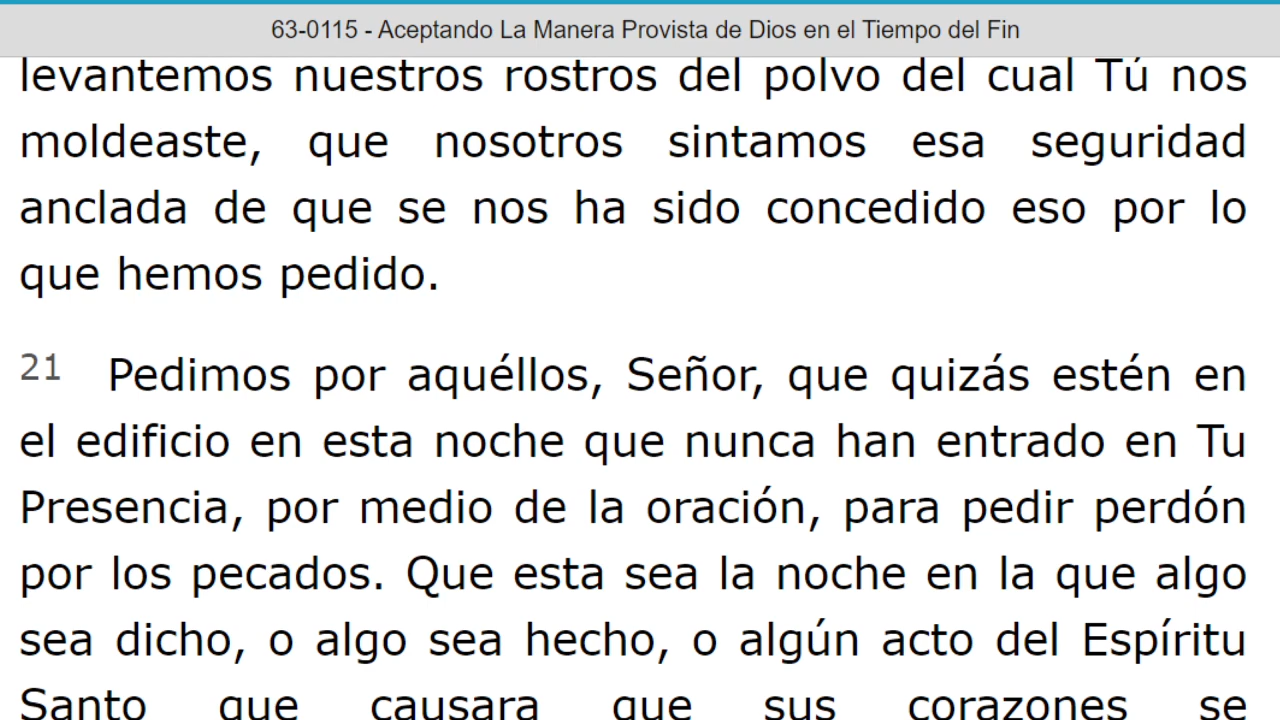 63-0115 - Aceptando La Manera Provista de Dios en el Tiempo del Fin
levantemos nuestros rostros del polvo del cual Tú nos
moldeaste, que nosotros sintamos esa seguridad
anclada de que se nos ha sido concedido eso por lo
que hemos pedido.
21 Pedimos por aquéllos, Señor, que quizás estén en
el edificio en esta noche que nunca han entrado en Tu
Presencia, por medio de la oración, para pedir perdón
por los pecados. Que esta sea la noche en la que algo
sea dicho, o algo sea hecho, o algún acto del Espíritu
Santo que causara que sus corazones se